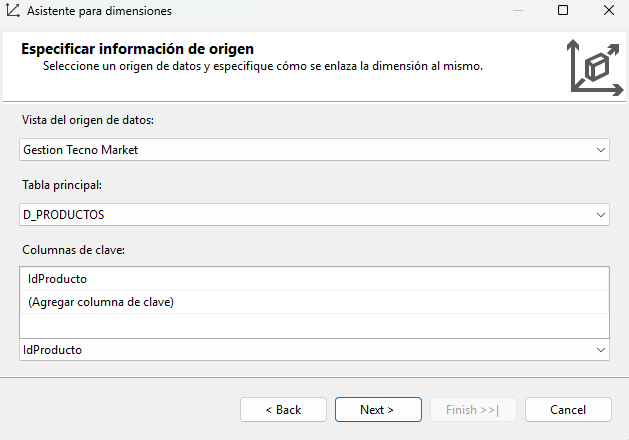 Asistente para dimensiones
Especificar información de origen
Seleccione un origen de datos y especifique cómo se enlaza la dimensión al mismo.
Vista del origen de datos:
Gestion Tecno Market
Tabla principal:
D_PRODUCTOS
Columnas de clave:
IdProducto
(Agregar columna de clave)
IdProducto
< Back
Next >
Finish >>|
Cancel